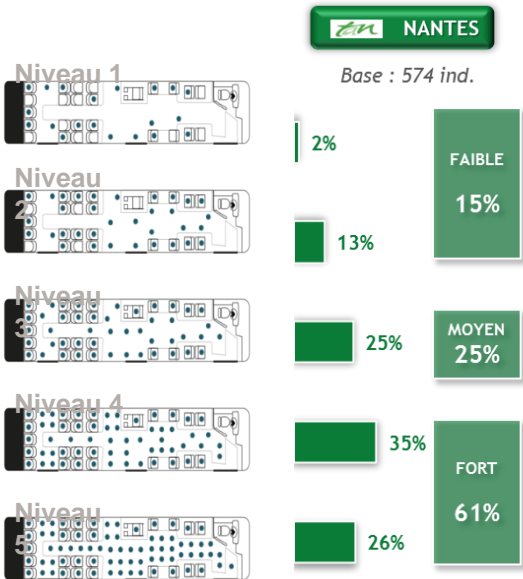 tan NANTES
Base : 574 ind.
Niveau 1
2%
FAIBLE
15%
Niveau
2
13%
Niveau
3
25%
MOYEN
25%
Niveau 4
35%
FORT
61%
Niveau
5
26%